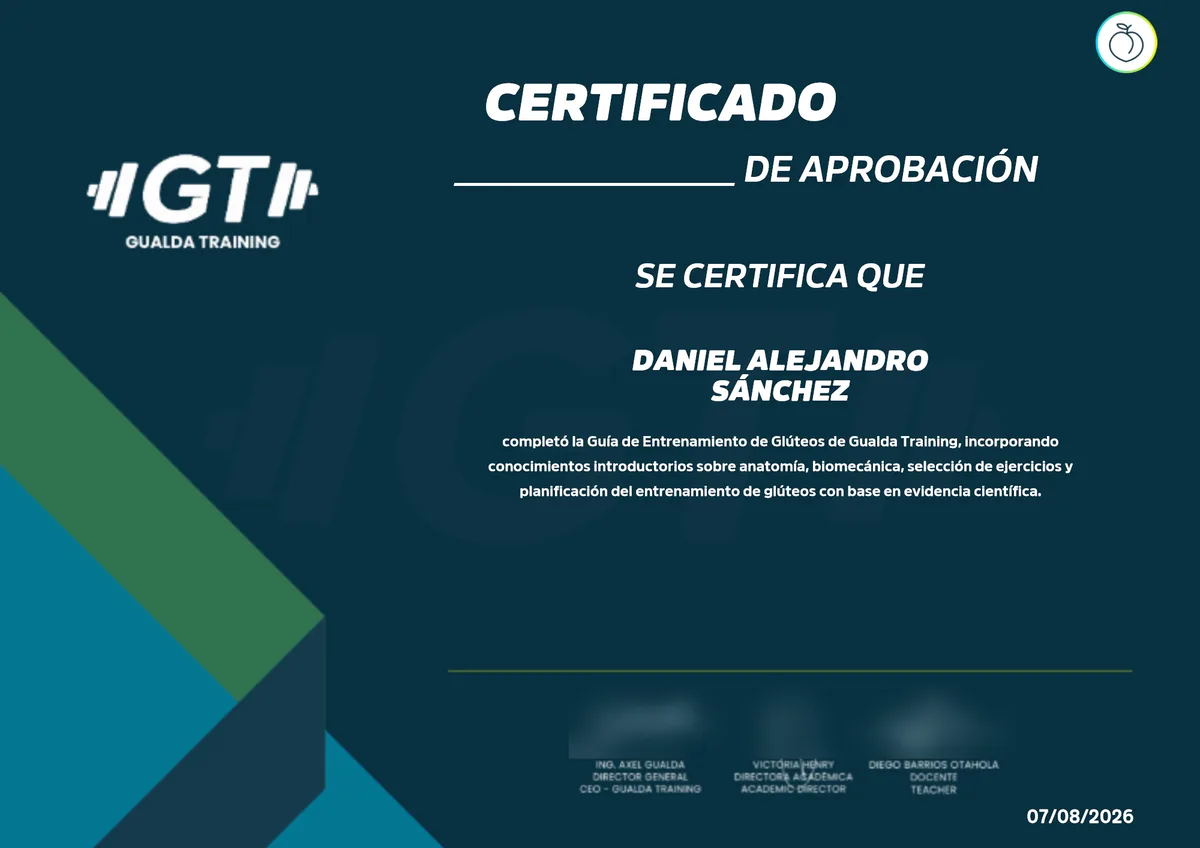 CERTIFICADO
DE APROBACIÓN
GT
GUALDA TRAINING
SE CERTIFICA QUE
DANIEL ALEJANDRO
SÁNCHEZ
completó la Guía de Entrenamiento de Glúteos de Gualda Training, incorporando
conocimientos introductorios sobre anatomía, biomecánica, selección de ejercicios y
planificación del entrenamiento de glúteos con base en evidencia científica.
ING. AXEL GUALDA
DIRECTOR GENERAL
CEO - GUALDA TRAINING
VICTORIA HENRY
DIRECTORA ACADÉMICA
ACADEMIC DIRECTOR
DIEGO BARRIOS OTAHOLA
DOCENTE
TEACHER
07/08/2026